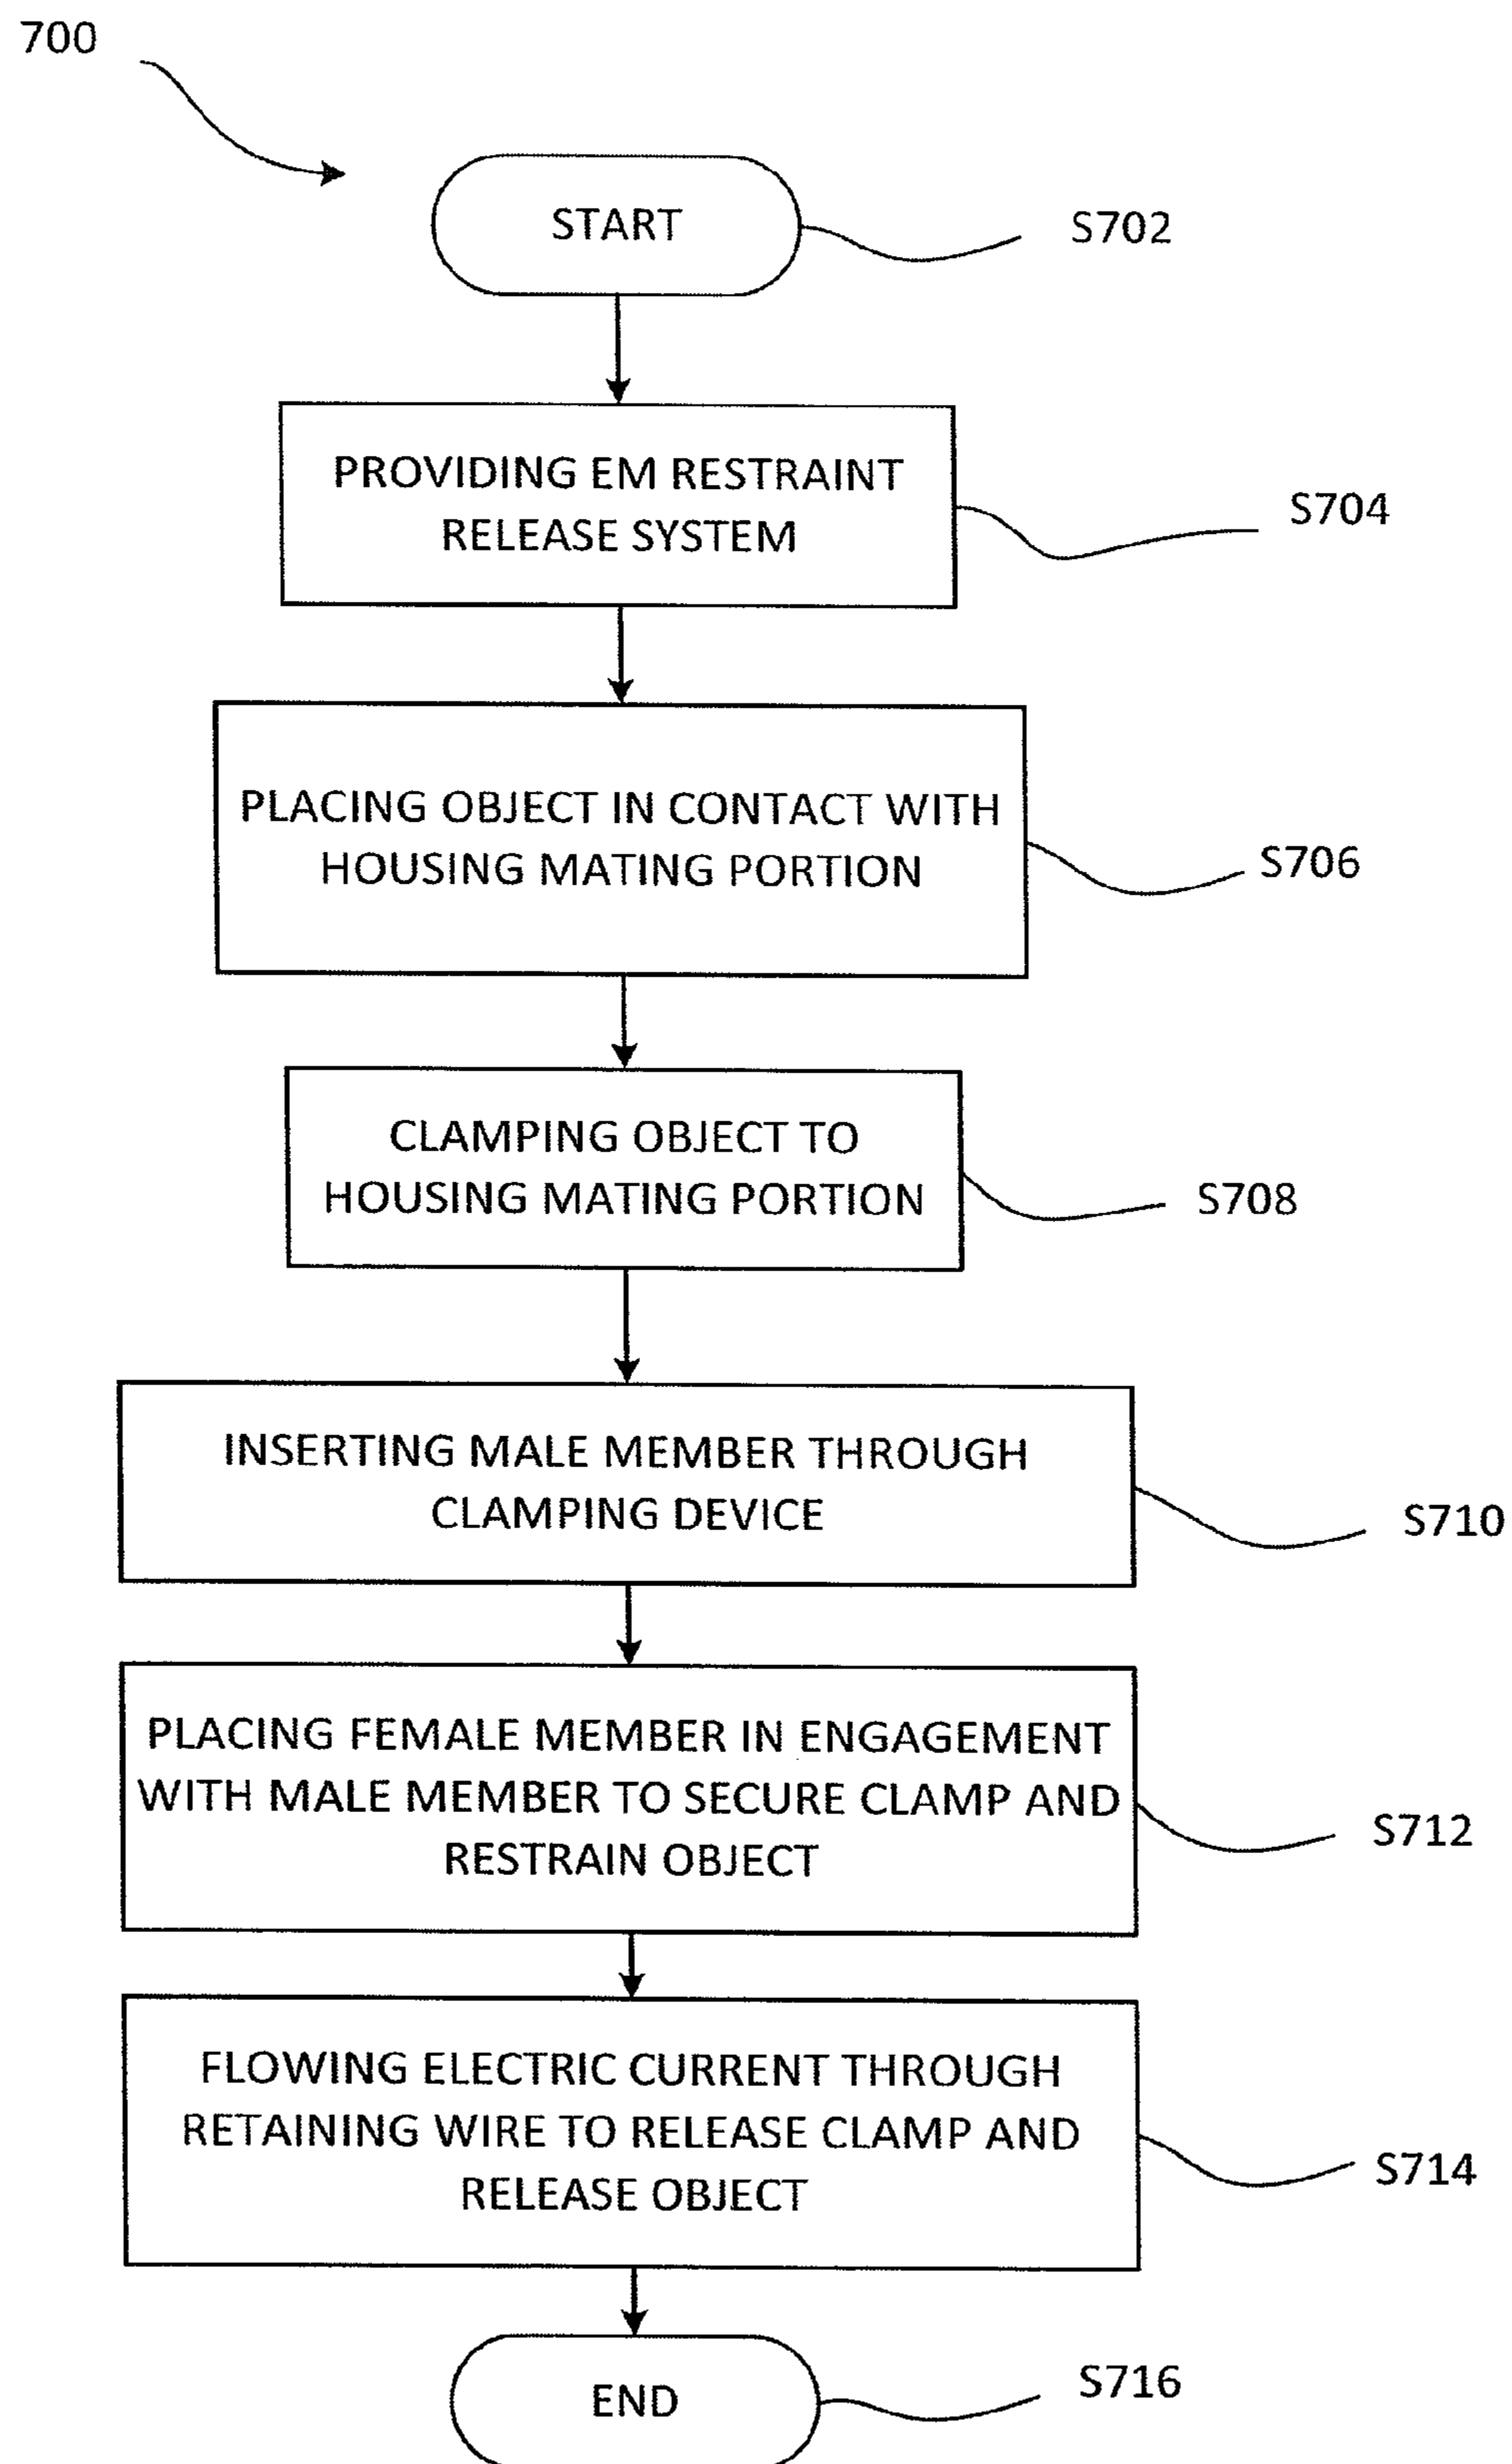 700
START
S702
PROVIDING EM RESTRAINT
RELEASE SYSTEM
S704
PLACING OBJECT IN CONTACT WITH
HOUSING MATING PORTION
S706
CLAMPING OBJECT TO
HOUSING MATING PORTION
S708
INSERTING MALE MEMBER THROUGH
CLAMPING DEVICE
S710
PLACING FEMALE MEMBER IN ENGAGEMENT
WITH MALE MEMBER TO SECURE CLAMP AND
RESTRAIN OBJECT
S712
FLOWING ELECTRIC CURRENT THROUGH
RETAINING WIRE TO RELEASE CLAMP AND
RELEASE OBJECT
S714
END
S716